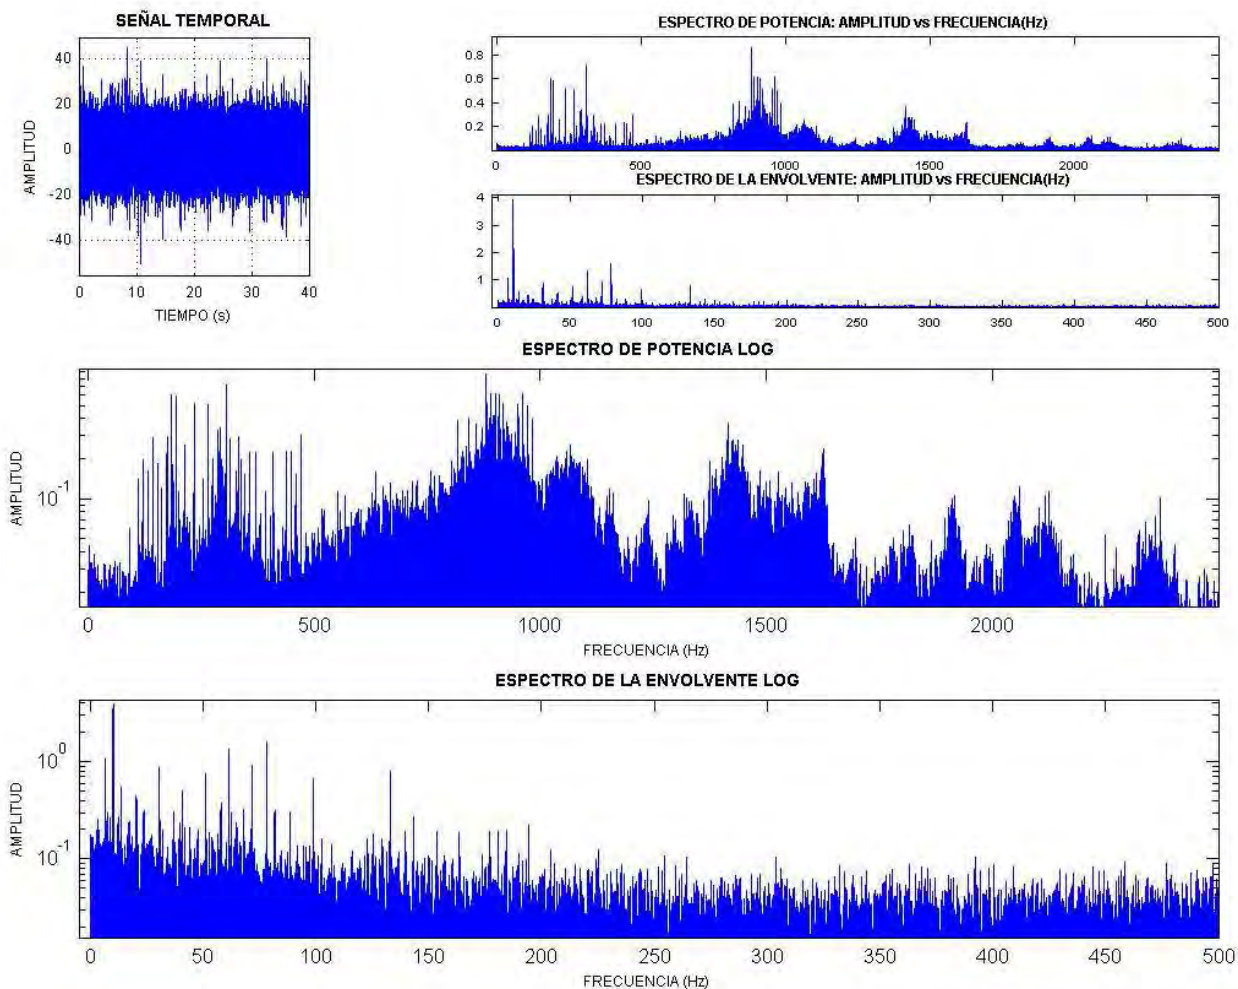 SEÑAL TEMPORAL
AMPLITUD
40
20
0
-20
-40
0 10 20 30 40
TIEMPO (s)
ESPECTRO DE POTENCIA: AMPLITUD vs FRECUENCIA(Hz)
0.8
0.6
0.4
0.2
0 500 1000 1500 2000
ESPECTRO DE LA ENVOLVENTE: AMPLITUD vs FRECUENCIA(Hz)
4
3
2
1
0 50 100 150 200 250 300 350 400 450 500
ESPECTRO DE POTENCIA LOG
AMPLITUD
10^-1
0 500 1000 1500 2000
FRECUENCIA (Hz)
ESPECTRO DE LA ENVOLVENTE LOG
AMPLITUD
10^0
10^-1
0 50 100 150 200 250 300 350 400 450 500
FRECUENCIA (Hz)